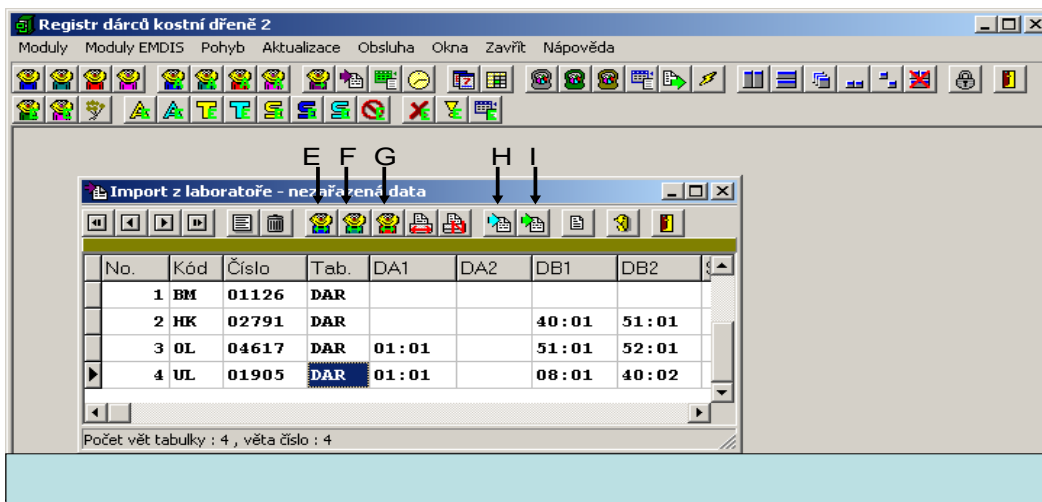 Registr dárců kostní dřeně 2
Moduly Moduly EMDIS Pohyb Aktualizace Obsluha Okna Zavřít Nápověda
E F G H I
Import z laboratoře - nezařazená data
No. Kód Číslo Tab. DA1 DA2 DB1 DB2
1 BM 01126 DAR
2 HK 02791 DAR 40:01 51:01
3 OL 04617 DAR 01:01 51:01 52:01
4 UL 01905 DAR 01:01 08:01 40:02
Počet vět tabulky : 4 , věta číslo : 4